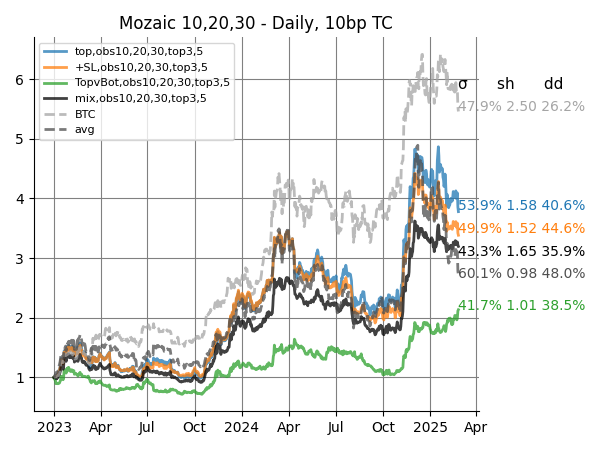 Mozaic 10,20,30 - Daily, 10bp TC
top,obs10,20,30,top3,5
+SL,obs10,20,30,top3,5
TopvBot,obs10,20,30,top3,5
mix,obs10,20,30,top3,5
BTC
avg
σ sh dd
47.9% 2.50 26.2%
53.9% 1.58 40.6%
49.9% 1.52 44.6%
43.3% 1.65 35.9%
60.1% 0.98 48.0%
41.7% 1.01 38.5%
6
5
4
3
2
1
2023 Apr Jul Oct 2024 Apr Jul Oct 2025 Apr